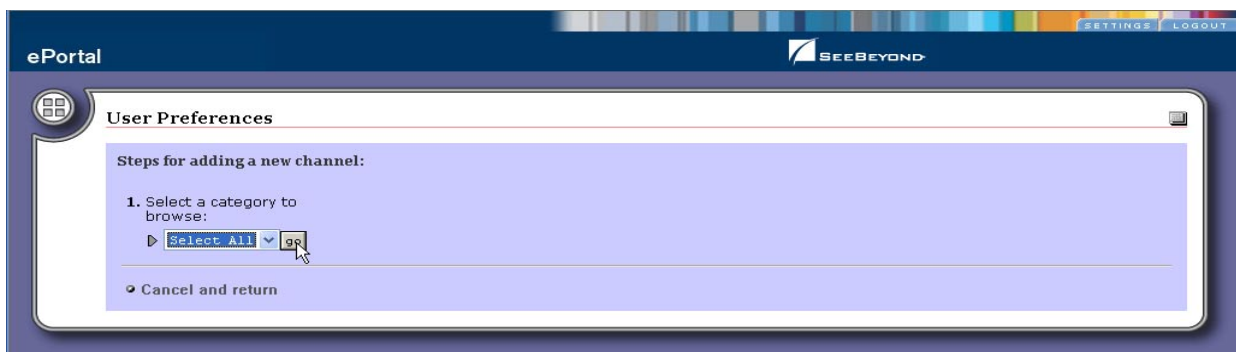 SETTINGS LOGOUT
ePortal SEEBEYOND
User Preferences
Steps for adding a new channel:
1. Select a category to
browse:
Select All go
Cancel and return